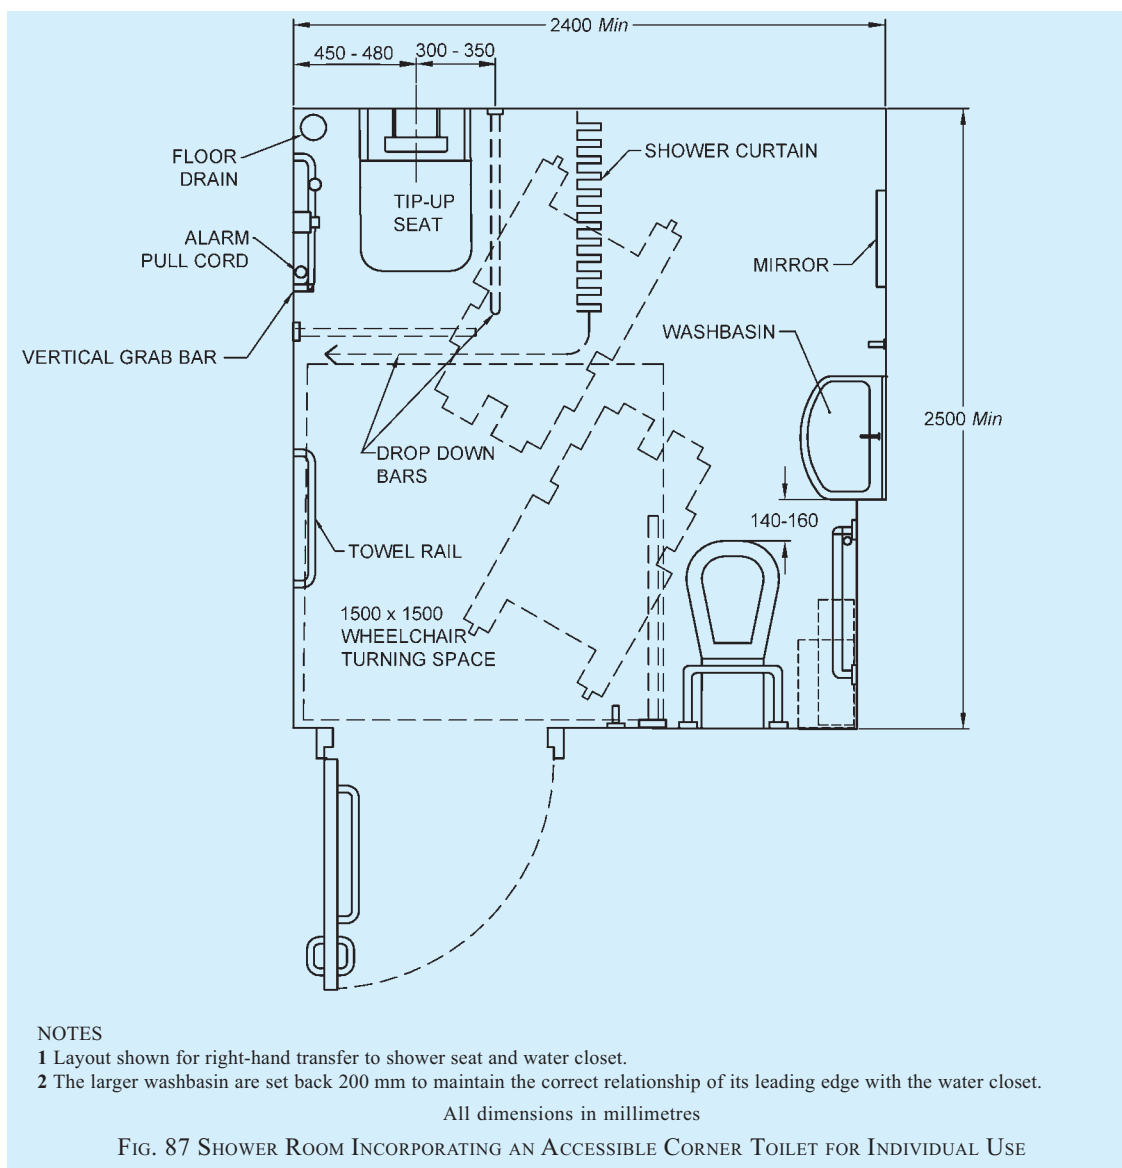 2400 Min
450 - 480
300 - 350
FLOOR
DRAIN
SHOWER CURTAIN
TIP-UP
SEAT
ALARM
PULL CORD
MIRROR
WASHBASIN
VERTICAL GRAB BAR
2500 Min
DROP DOWN
BARS
140-160
TOWEL RAIL
1500 x 1500
WHEELCHAIR
TURNING SPACE
NOTES
1 Layout shown for right-hand transfer to shower seat and water closet.
2 The larger washbasin are set back 200 mm to maintain the correct relationship of its leading edge with the water closet.
All dimensions in millimetres
FIG. 87 SHOWER ROOM INCORPORATING AN ACCESSIBLE CORNER TOILET FOR INDIVIDUAL USE